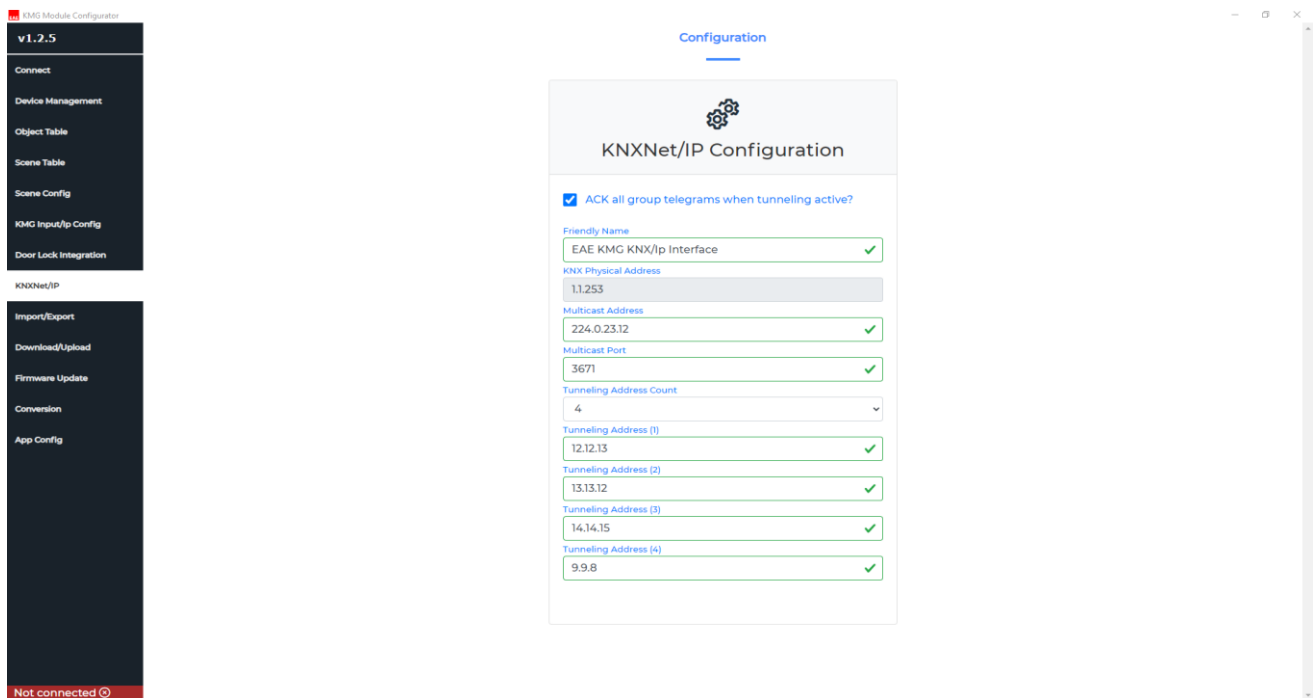 EAE KMG Module Configurator
v1.2.5
Connect
Device Management
Object Table
Scene Table
Scene Config
KMG Input/Ip Config
Door Lock Integration
KNXNet/IP
Import/Export
Download/Upload
Firmware Update
Conversion
App Config
Not connected
Configuration
KNXNet/IP Configuration
ACK all group telegrams when tunneling active?
Friendly Name
EAE KMG KNX/Ip Interface
KNX Physical Address
1.1.253
Multicast Address
224.0.23.12
Multicast Port
3671
Tunneling Address Count
4
Tunneling Address (1)
12.12.13
Tunneling Address (2)
13.13.12
Tunneling Address (3)
14.14.15
Tunneling Address (4)
9.9.8